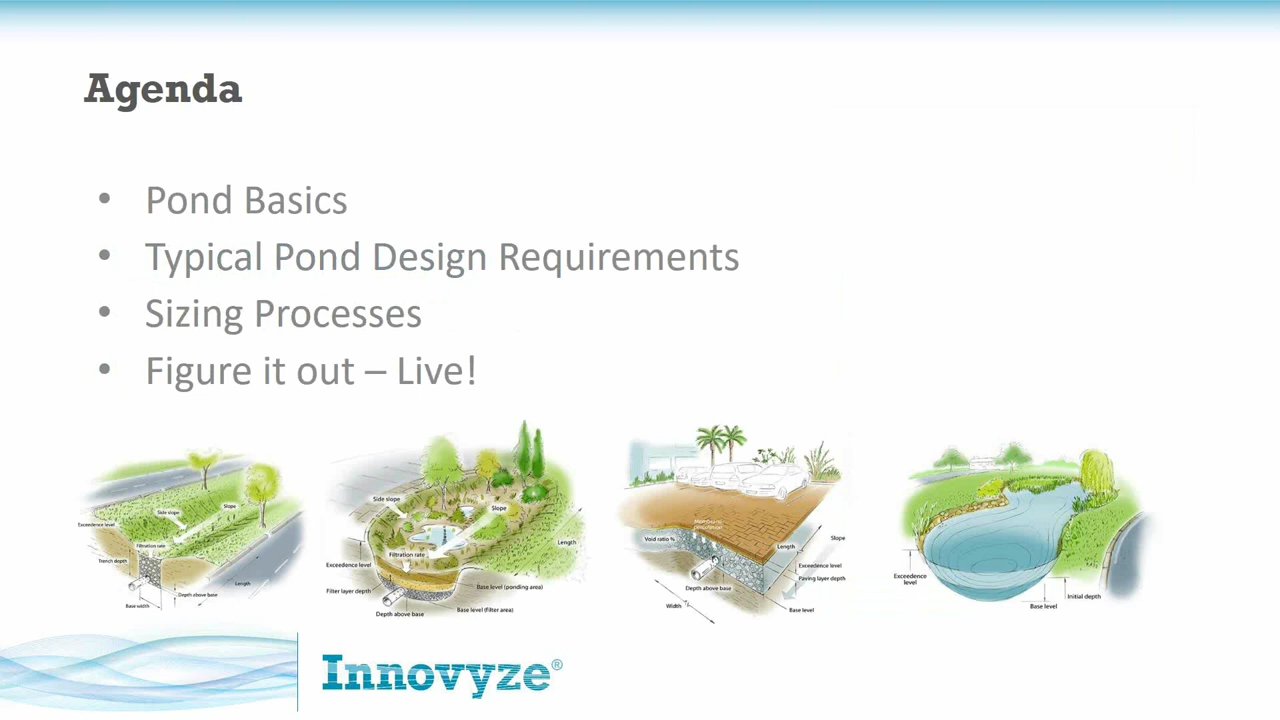 Agenda
• Pond Basics
• Typical Pond Design Requirements
• Sizing Processes
• Figure it out – Live!
Side slope
Slope
Exceedence level
Filtration rate
Trench depth
Length
Depth above base
Base width
Side slope
Slope
Length
Filtration rate
Exceedence level
Filter layer depth
Base level (ponding area)
Base level (filter area)
Depth above base
Void ratio %
Slope
Length
Exceedence level
Paving layer depth
Depth above base
Width
Base level
Exceedence
level
Initial depth
Base level
Innovyze®